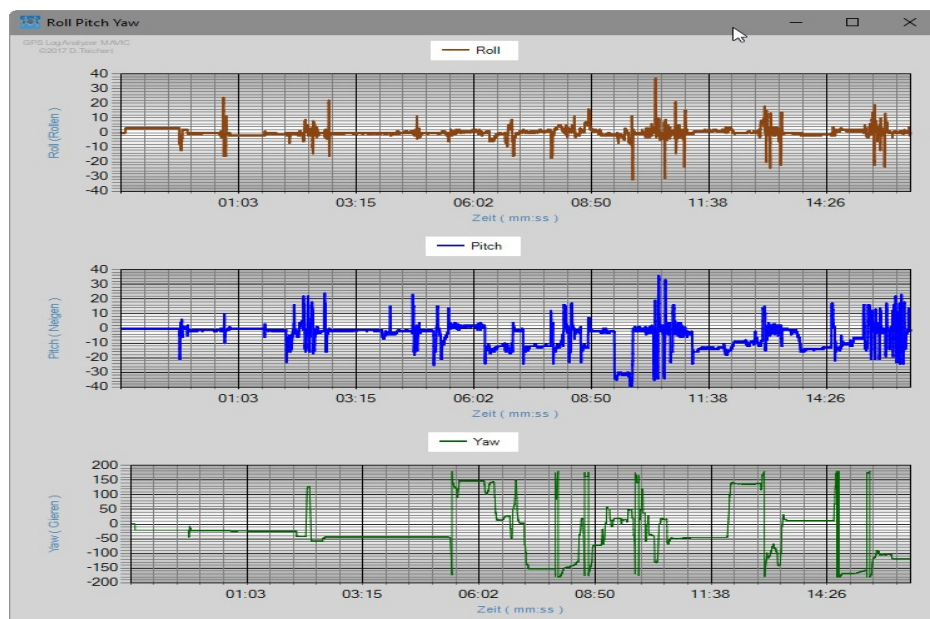 Roll Pitch Yaw
GPS LogAnalyzer MAVIC
©2017 D.Teichert
Roll
40
30
20
10
0
-10
-20
-30
-40
Roll (Rollen )
01:03 03:15 06:02 08:50 11:38 14:26
Zeit ( mm:ss )
Pitch
40
30
20
10
0
-10
-20
-30
-40
Pitch ( Neigen )
01:03 03:15 06:02 08:50 11:38 14:26
Zeit ( mm:ss )
Yaw
200
150
100
50
0
-50
-100
-150
-200
Yaw ( Gieren )
01:03 03:15 06:02 08:50 11:38 14:26
Zeit ( mm:ss )